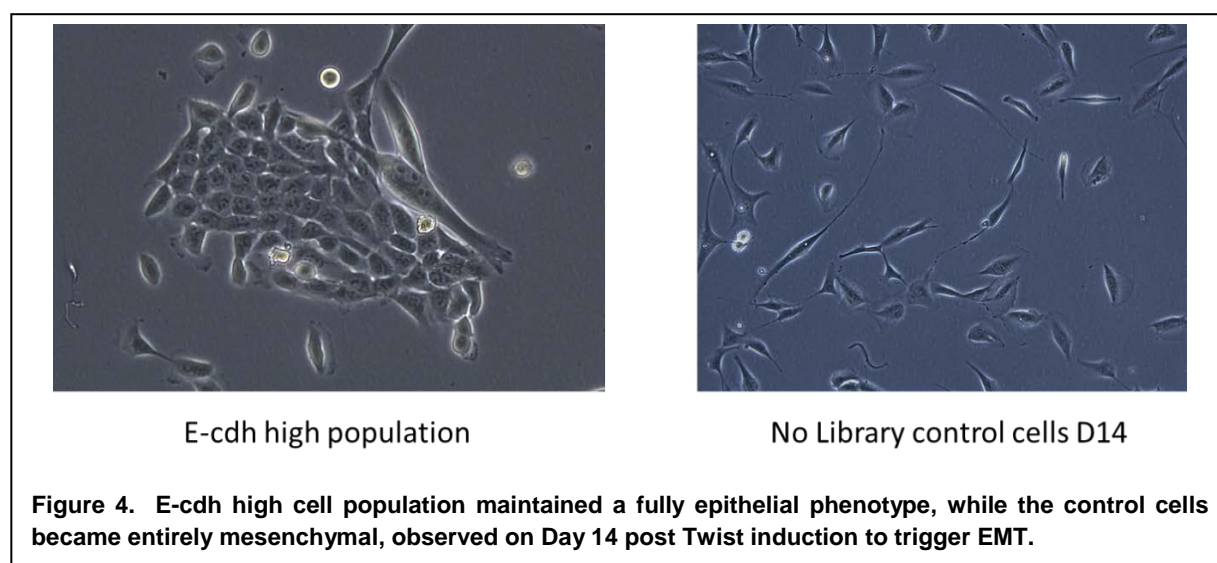 E-cdh high population
No Library control cells D14
Figure 4. E-cdh high cell population maintained a fully epithelial phenotype, while the control cells
became entirely mesenchymal, observed on Day 14 post Twist induction to trigger EMT.